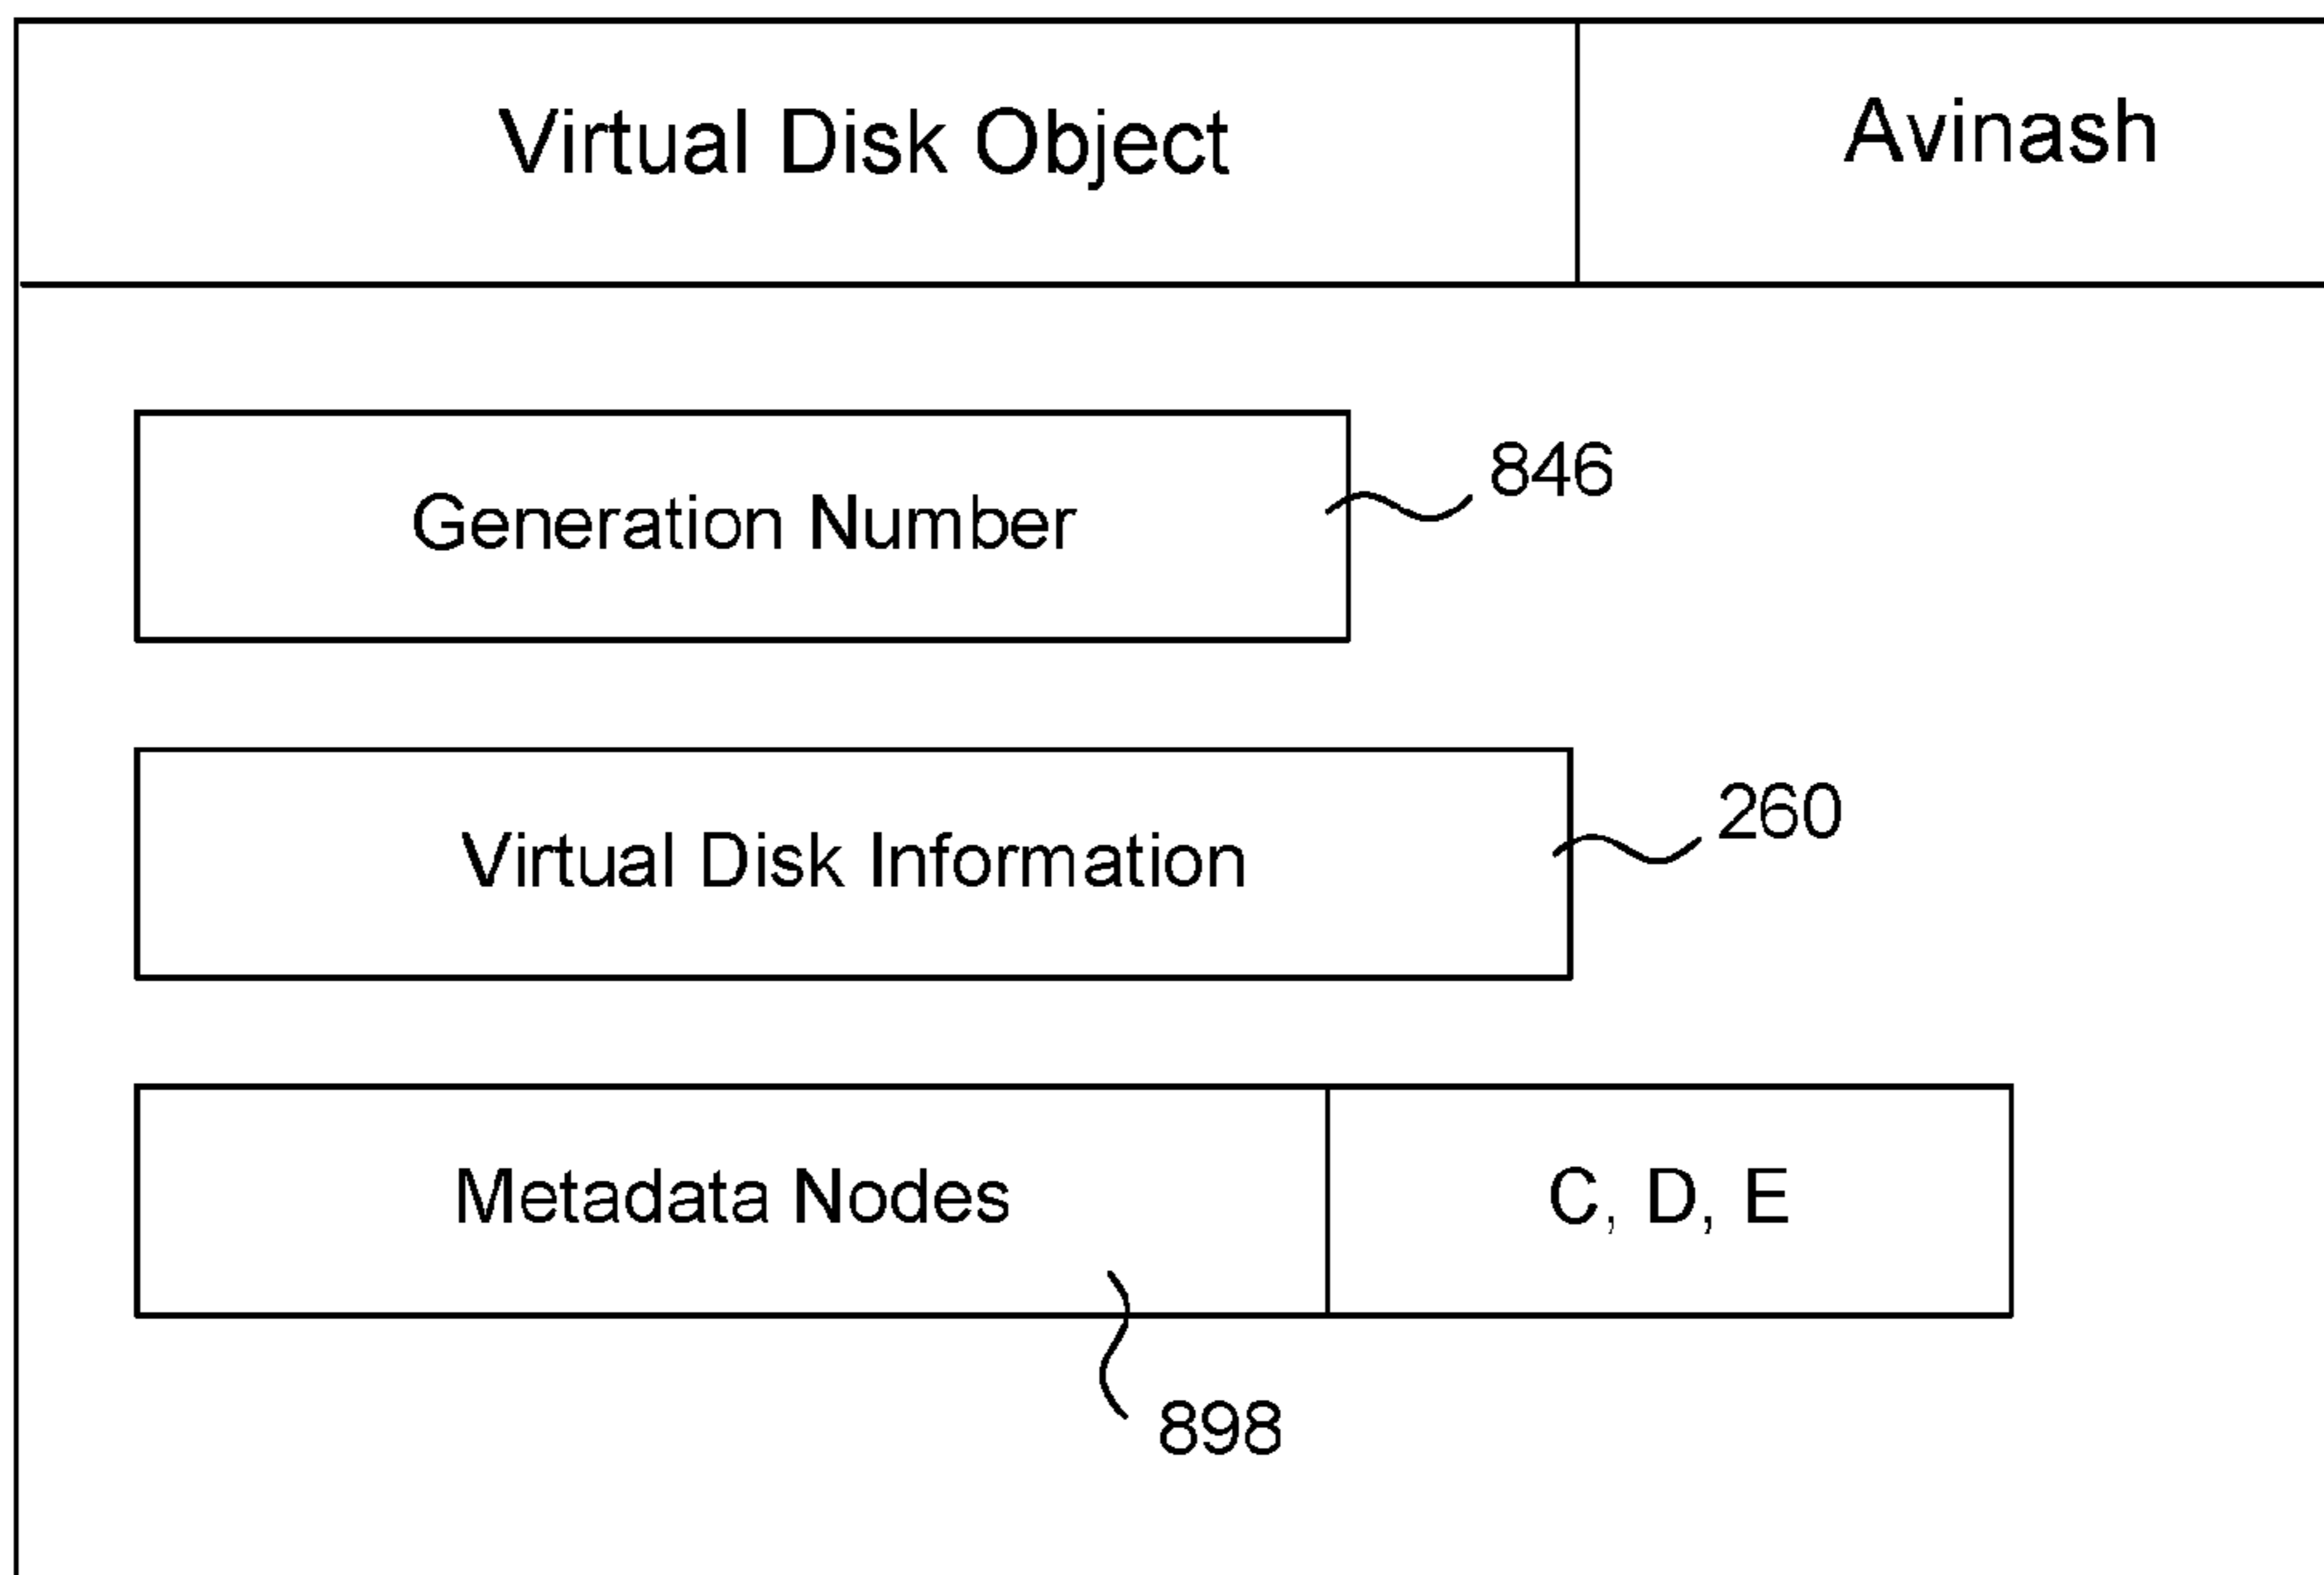 Virtual Disk Object
Avinash
Generation Number
846
Virtual Disk Information
260
Metadata Nodes
C, D, E
898